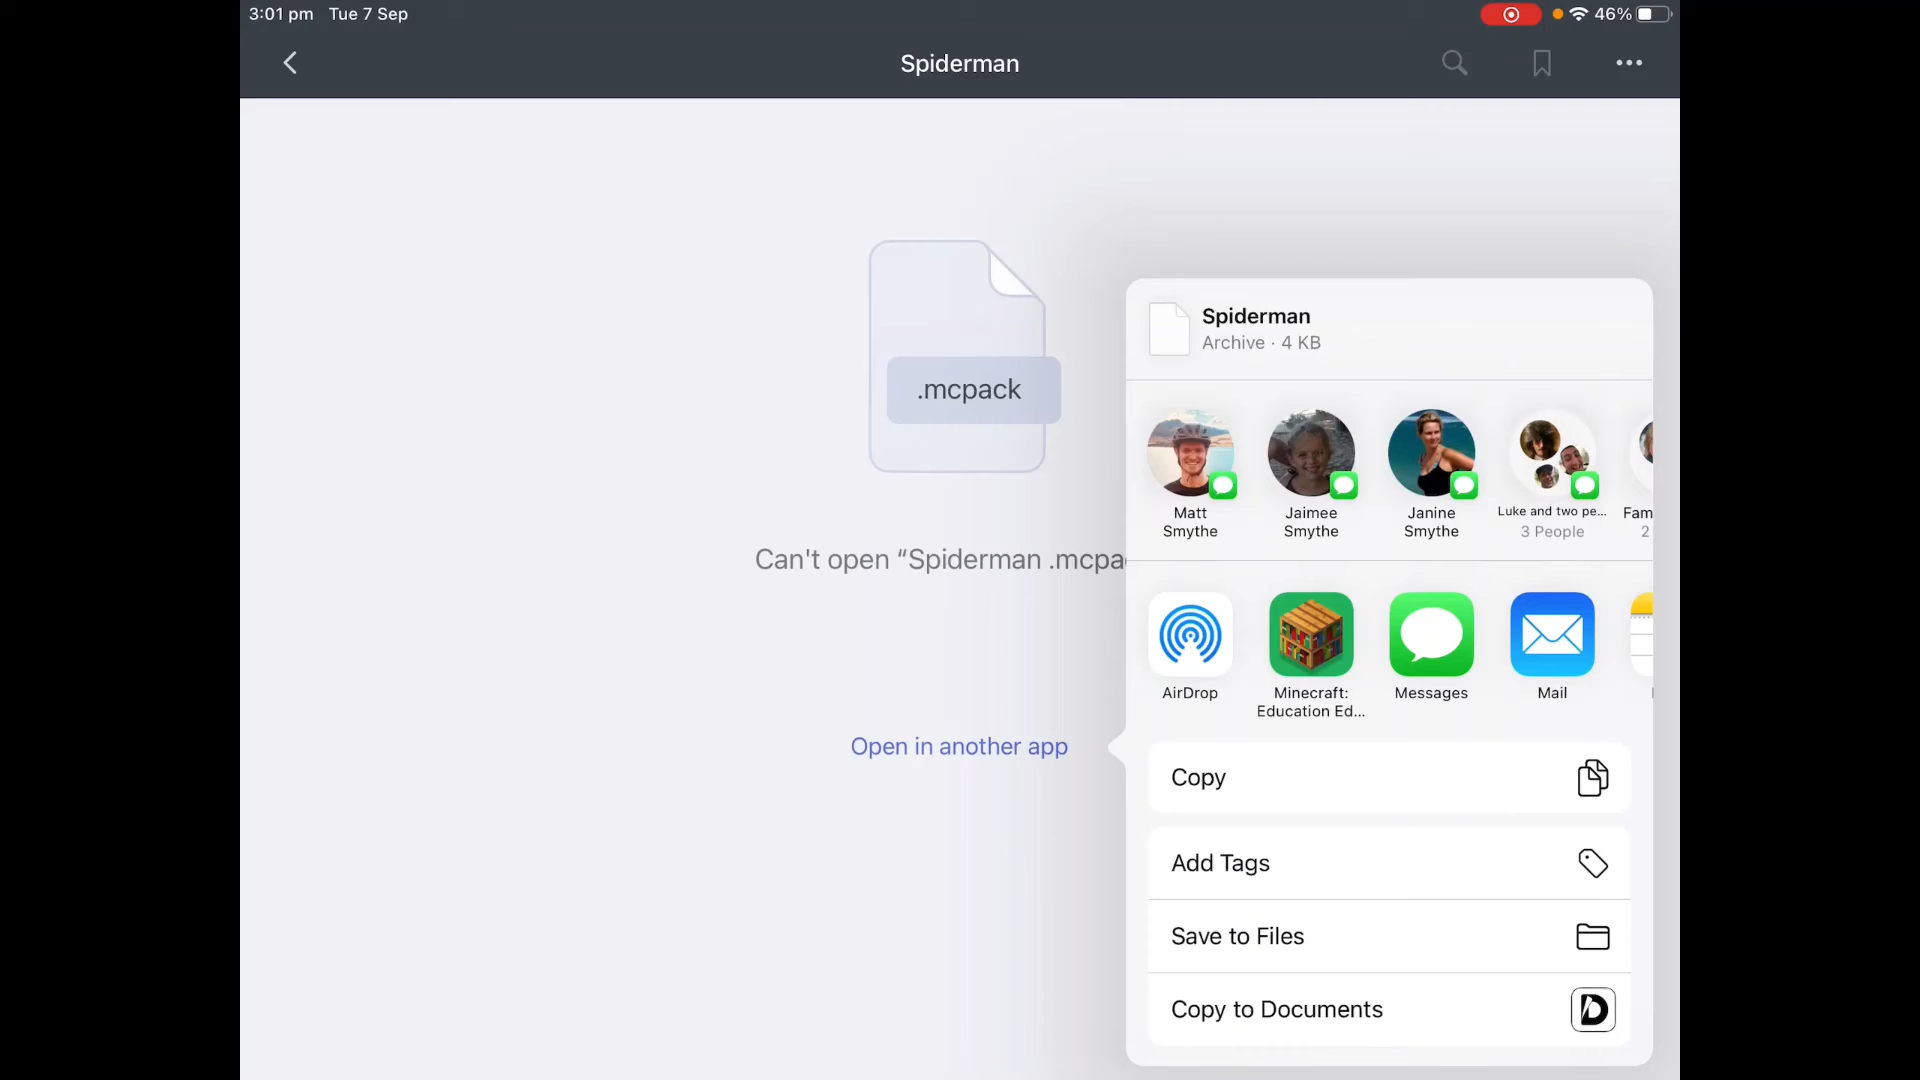 3:01 pm Tue 7 Sep
46%
Spiderman
.mcpack
Can't open “Spiderman .mcpa
Open in another app
Spiderman
Archive · 4 KB
Matt
Smythe
Jaimee
Smythe
Janine
Smythe
Luke and two pe...
3 People
Fam
2
AirDrop
Minecraft:
Education Ed...
Messages
Mail
Copy
Add Tags
Save to Files
Copy to Documents